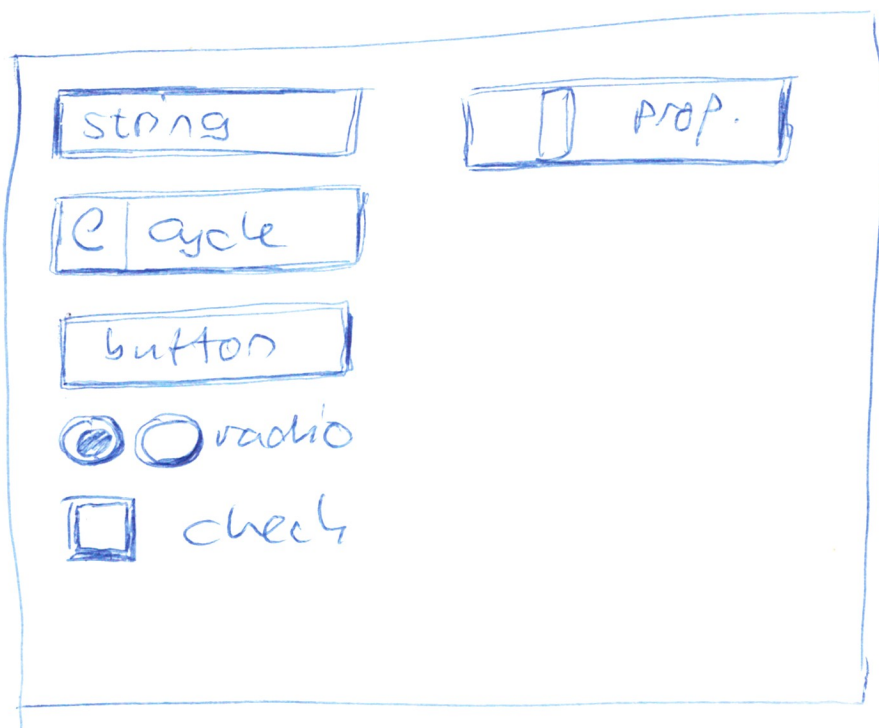 string
prop.
C cycle
button
radio
check